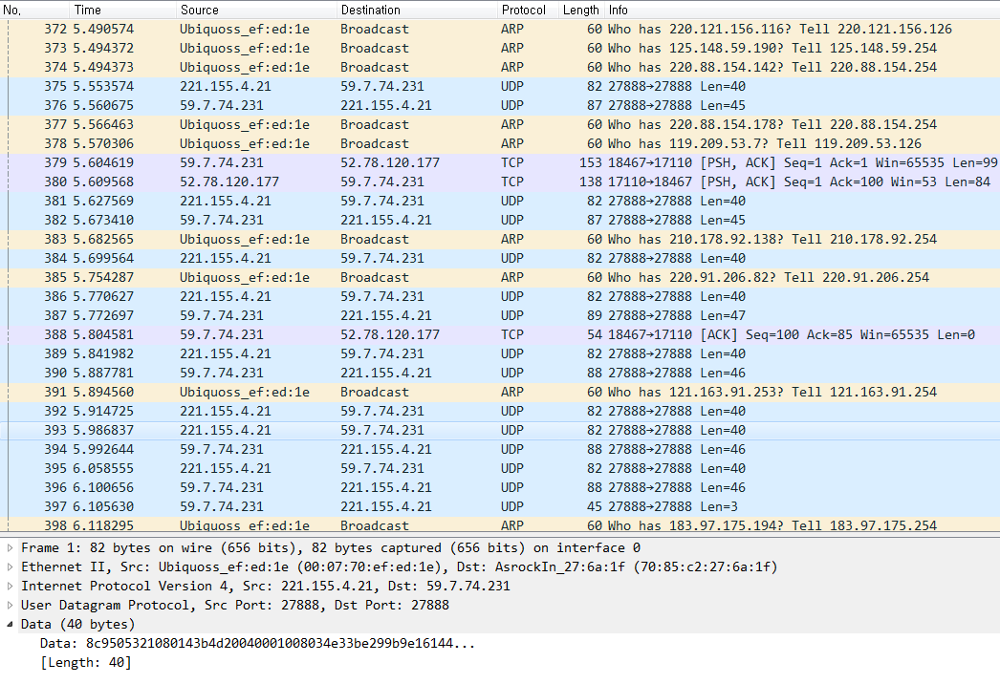 No. Time Source Destination Protocol Length Info
372 5.490574 Ubiquoss_ef:ed:1e Broadcast ARP 60 Who has 220.121.156.116? Tell 220.121.156.126
373 5.494372 Ubiquoss_ef:ed:1e Broadcast ARP 60 Who has 125.148.59.190? Tell 125.148.59.254
374 5.494373 Ubiquoss_ef:ed:1e Broadcast ARP 60 Who has 220.88.154.142? Tell 220.88.154.254
375 5.553574 221.155.4.21 59.7.74.231 UDP 82 27888→27888 Len=40
376 5.560675 59.7.74.231 221.155.4.21 UDP 87 27888→27888 Len=45
377 5.566463 Ubiquoss_ef:ed:1e Broadcast ARP 60 Who has 220.88.154.178? Tell 220.88.154.254
378 5.570306 Ubiquoss_ef:ed:1e Broadcast ARP 60 Who has 119.209.53.7? Tell 119.209.53.126
379 5.604619 59.7.74.231 52.78.120.177 TCP 153 18467→17110 [PSH, ACK] Seq=1 Ack=1 Win=65535 Len=99
380 5.609568 52.78.120.177 59.7.74.231 TCP 138 17110→18467 [PSH, ACK] Seq=1 Ack=100 Win=53 Len=84
381 5.627569 221.155.4.21 59.7.74.231 UDP 82 27888→27888 Len=40
382 5.673410 59.7.74.231 221.155.4.21 UDP 87 27888→27888 Len=45
383 5.682565 Ubiquoss_ef:ed:1e Broadcast ARP 60 Who has 210.178.92.138? Tell 210.178.92.254
384 5.699564 221.155.4.21 59.7.74.231 UDP 82 27888→27888 Len=40
385 5.754287 Ubiquoss_ef:ed:1e Broadcast ARP 60 Who has 220.91.206.82? Tell 220.91.206.254
386 5.770627 221.155.4.21 59.7.74.231 UDP 82 27888→27888 Len=40
387 5.772697 59.7.74.231 221.155.4.21 UDP 89 27888→27888 Len=47
388 5.804581 59.7.74.231 52.78.120.177 TCP 54 18467→17110 [ACK] Seq=100 Ack=85 Win=65535 Len=0
389 5.841982 221.155.4.21 59.7.74.231 UDP 82 27888→27888 Len=40
390 5.887781 59.7.74.231 221.155.4.21 UDP 88 27888→27888 Len=46
391 5.894560 Ubiquoss_ef:ed:1e Broadcast ARP 60 Who has 121.163.91.253? Tell 121.163.91.254
392 5.914725 221.155.4.21 59.7.74.231 UDP 82 27888→27888 Len=40
393 5.986837 221.155.4.21 59.7.74.231 UDP 82 27888→27888 Len=40
394 5.992644 59.7.74.231 221.155.4.21 UDP 88 27888→27888 Len=46
395 6.058555 221.155.4.21 59.7.74.231 UDP 82 27888→27888 Len=40
396 6.100656 59.7.74.231 221.155.4.21 UDP 88 27888→27888 Len=46
397 6.105630 59.7.74.231 221.155.4.21 UDP 45 27888→27888 Len=3
398 6.118295 Ubiquoss_ef:ed:1e Broadcast ARP 60 Who has 183.97.175.194? Tell 183.97.175.254
Frame 1: 82 bytes on wire (656 bits), 82 bytes captured (656 bits) on interface 0
Ethernet II, Src: Ubiquoss_ef:ed:1e (00:07:70:ef:ed:1e), Dst: AsrockIn_27:6a:1f (70:85:c2:27:6a:1f)
Internet Protocol Version 4, Src: 221.155.4.21, Dst: 59.7.74.231
User Datagram Protocol, Src Port: 27888, Dst Port: 27888
Data (40 bytes)
Data: 8c9505321080143b4d20040001008034e33be299b9e16144...
[Length: 40]